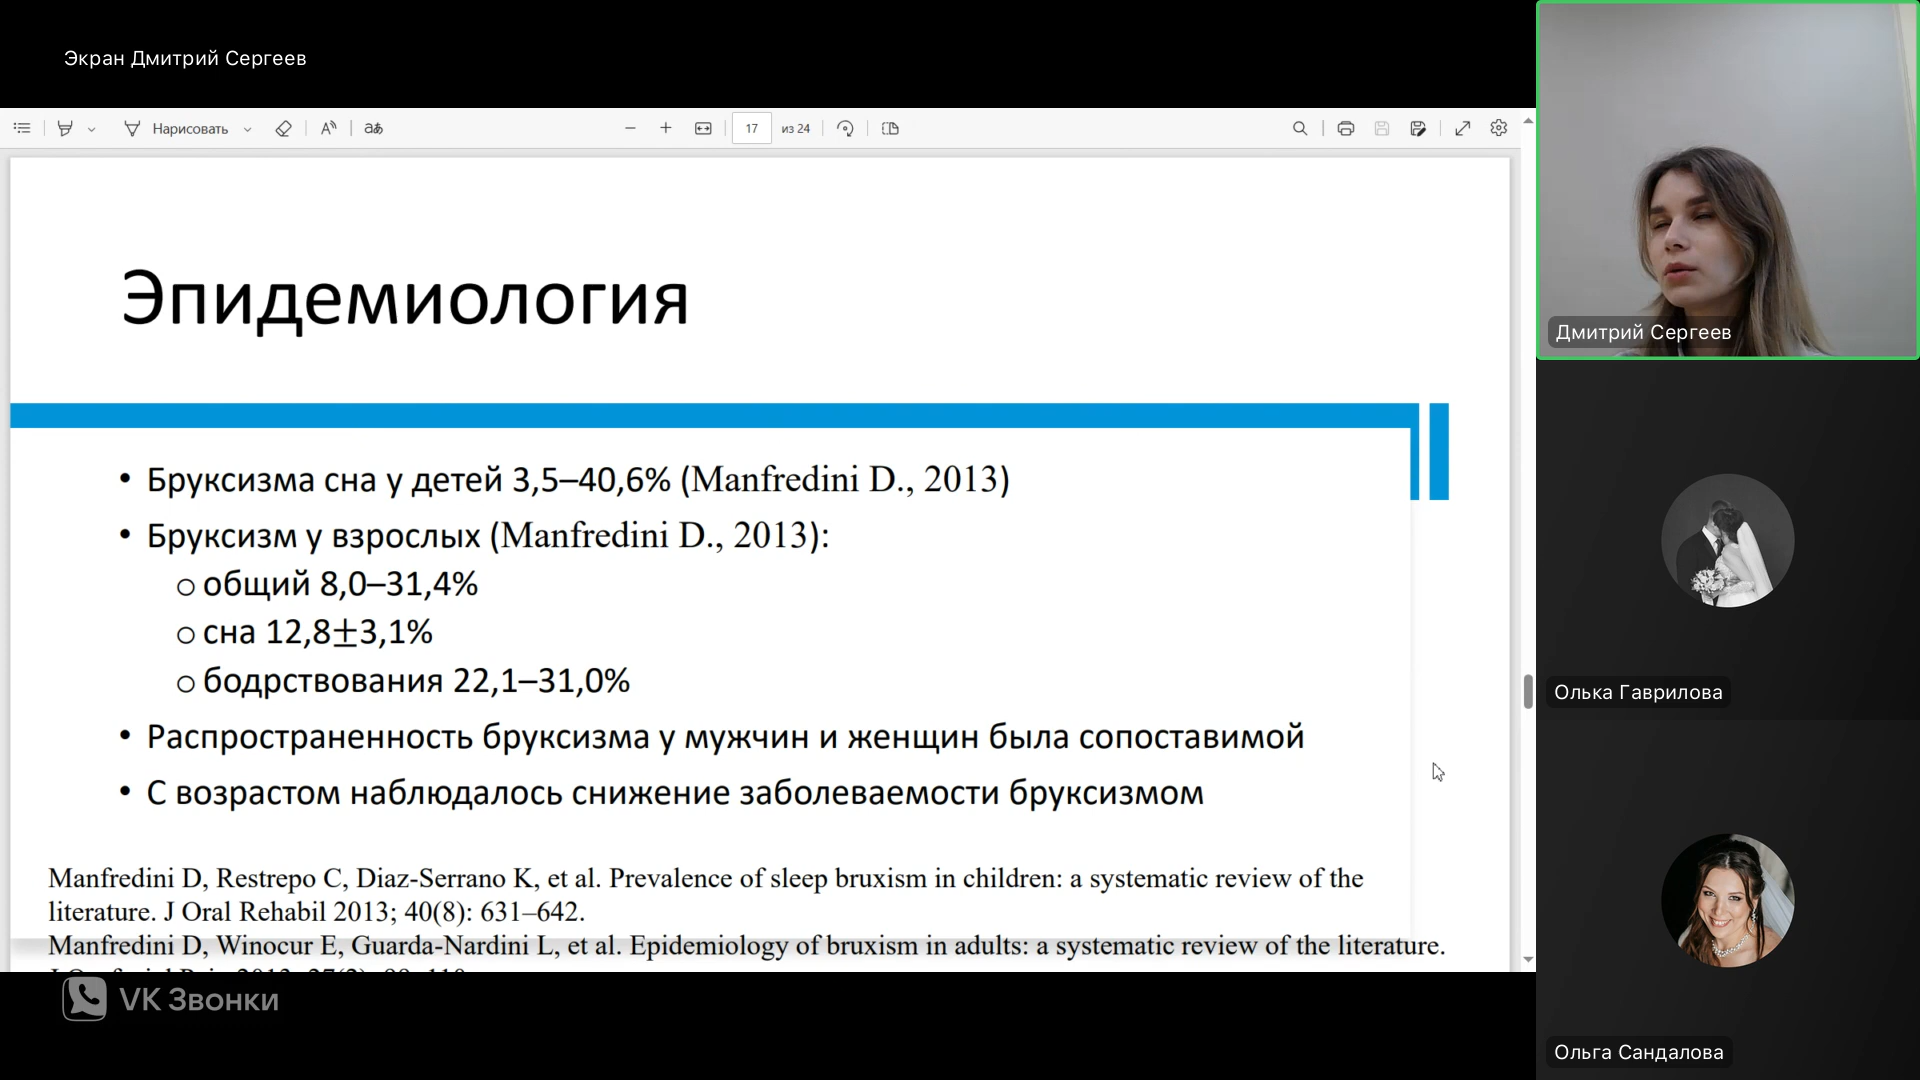 Экран Дмитрий Сергеев
Нарисовать
17 из 24
Эпидемиология
• Бруксизма сна у детей 3,5–40,6% (Manfredini D., 2013)
• Бруксизм у взрослых (Manfredini D., 2013):
o общий 8,0–31,4%
o сна 12,8±3,1%
o бодрствования 22,1–31,0%
• Распространенность бруксизма у мужчин и женщин была сопоставимой
• С возрастом наблюдалось снижение заболеваемости бруксизмом
Manfredini D, Restrepo C, Diaz-Serrano K, et al. Prevalence of sleep bruxism in children: a systematic review of the
literature. J Oral Rehabil 2013; 40(8): 631–642.
Manfredini D, Winocur E, Guarda-Nardini L, et al. Epidemiology of bruxism in adults: a systematic review of the literature.
VK Звонки
Дмитрий Сергеев
Олька Гаврилова
Ольга Сандалова